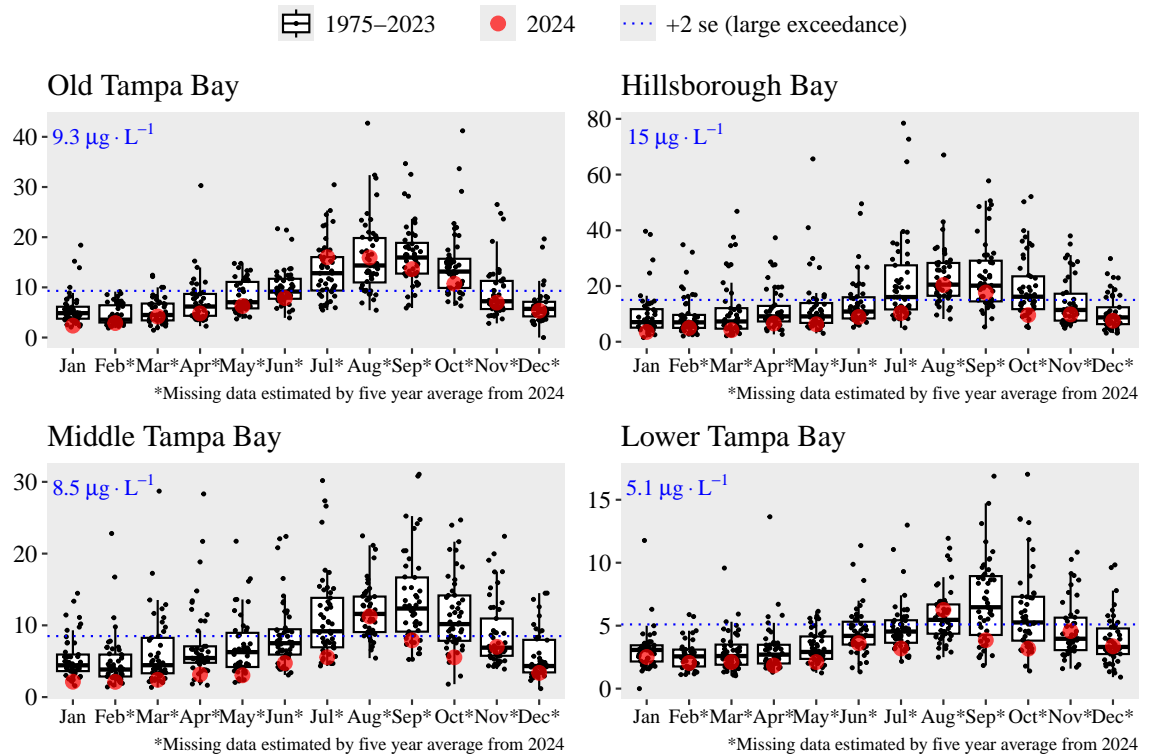 1975–2023 2024 +2 se (large exceedance)
Old Tampa Bay
9.3 μg · L⁻¹
40
30
20
10
0
Jan Feb* Mar* Apr* May* Jun* Jul* Aug* Sep* Oct* Nov* Dec*
*Missing data estimated by five year average from 2024
Hillsborough Bay
15 μg · L⁻¹
80
60
40
20
0
Jan Feb* Mar* Apr* May* Jun* Jul* Aug* Sep* Oct* Nov* Dec*
*Missing data estimated by five year average from 2024
Middle Tampa Bay
8.5 μg · L⁻¹
30
20
10
0
Jan Feb* Mar* Apr* May* Jun* Jul* Aug* Sep* Oct* Nov* Dec*
*Missing data estimated by five year average from 2024
Lower Tampa Bay
5.1 μg · L⁻¹
15
10
5
0
Jan Feb* Mar* Apr* May* Jun* Jul* Aug* Sep* Oct* Nov* Dec*
*Missing data estimated by five year average from 2024